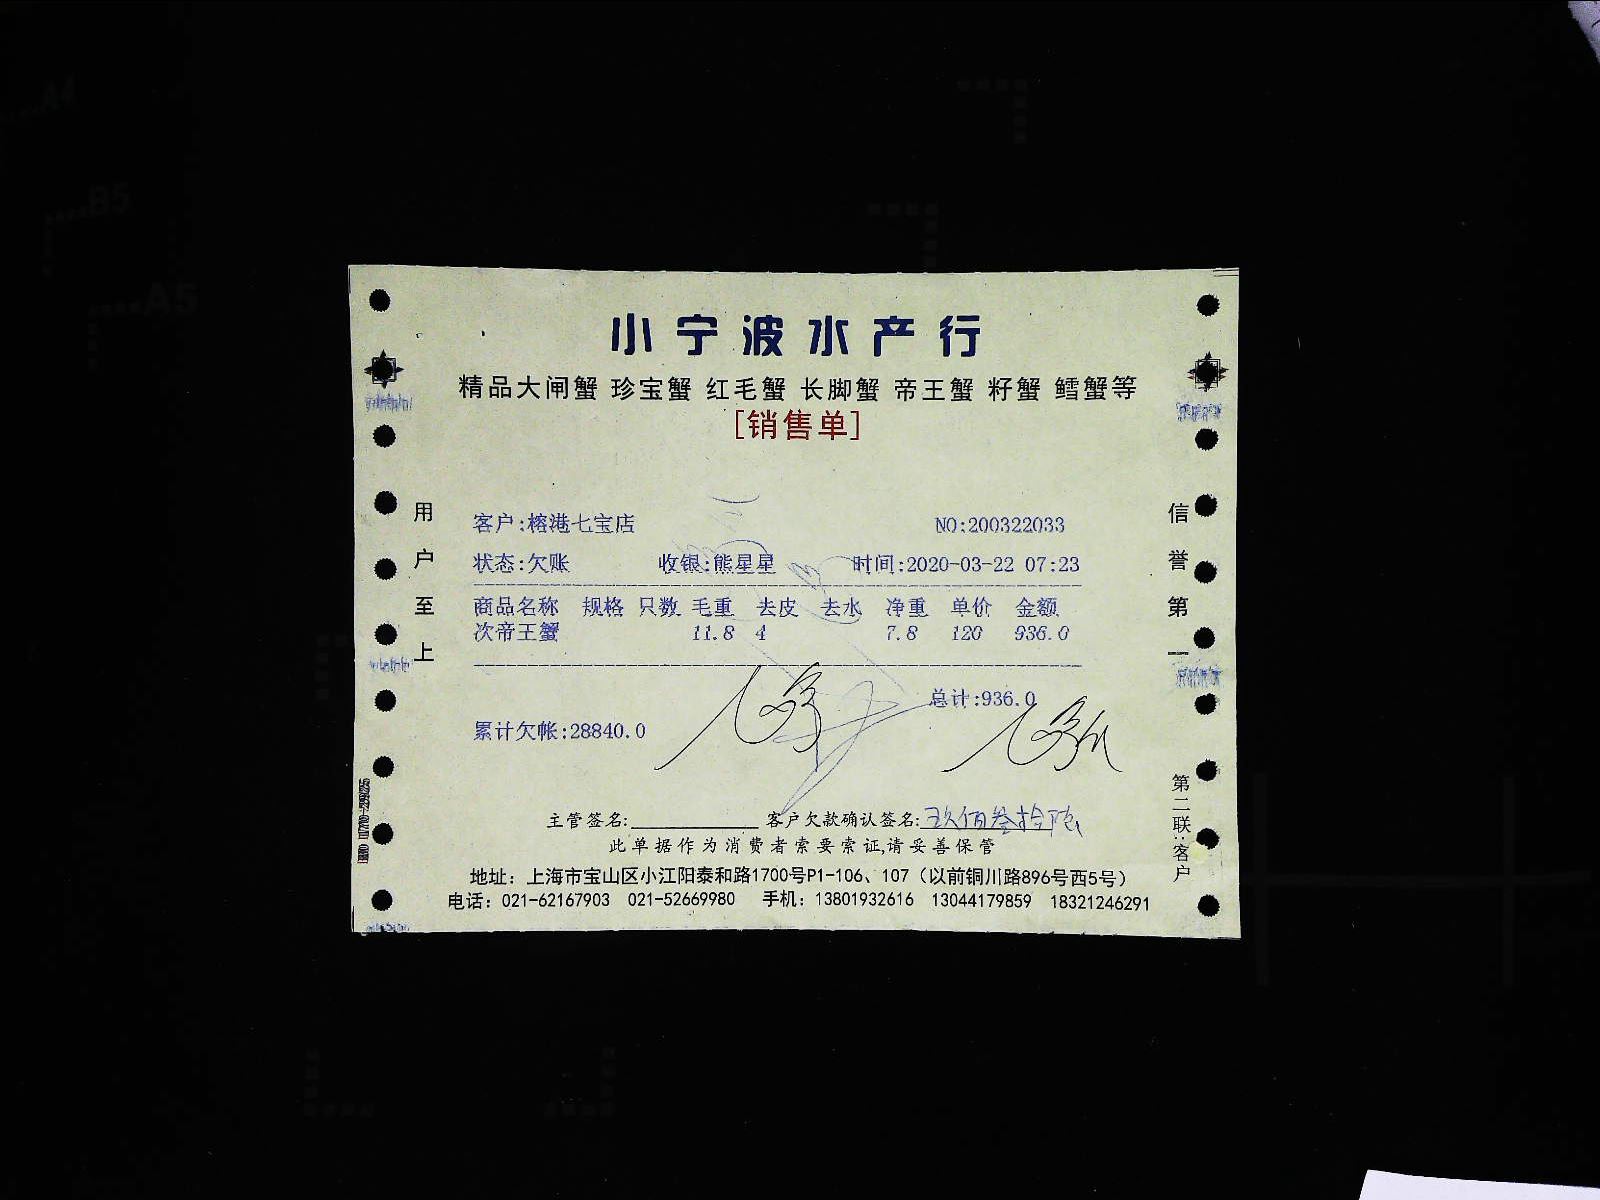 小宁波水产行
精品大闸蟹 珍宝蟹 红毛蟹 长脚蟹 帝王蟹 籽蟹 鳕蟹等
[销售单]
客户:榕港七宝店 NO:200322033
状态:欠账 收银:熊星星 时间:2020-03-22 07:23
商品名称 规格 只数 毛重 去皮 去水 净重 单价 金额
次帝王蟹 11.8 4 7.8 120 936.0
总计:936.0
累计欠帐:28840.0
主管签名: 客户欠款确认签名:玖佰叁拾陆
此单据作为消费者索要索证,请妥善保管
地址：上海市宝山区小江阳泰和路1700号P1-106、107（以前铜川路896号西5号）
电话：021-62167903 021-52669980 手机：13801932616 13044179859 18321246291
用户至上
信誉第一
第二联:客户
A4
B5
A5